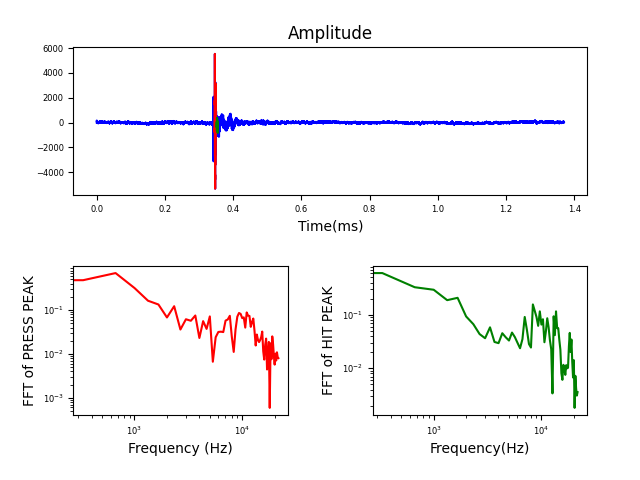 Amplitude
6000
4000
2000
0
−2000
−4000
0.0 0.2 0.4 0.6 0.8 1.0 1.2 1.4
Time(ms)
FFT of PRESS PEAK
10⁻¹
10⁻²
10⁻³
10³ 10⁴
Frequency (Hz)
FFT of HIT PEAK
10⁻¹
10⁻²
10³ 10⁴
Frequency(Hz)